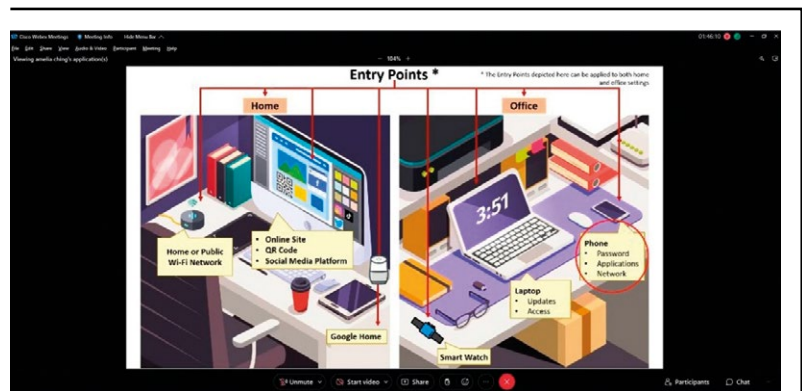 Cisco Webex Meetings Meeting Info Hide Menu Bar
01:46:10
File Edit Share View Audio & Video Participant Meeting Help
Viewing amelia ching's application(s)
− 104% +
Entry Points *
* The Entry Points depicted here can be applied to both home
and office settings
Home
Office
Home or Public
Wi-Fi Network
• Online Site
• QR Code
• Social Media Platform
Google Home
3:51
Laptop
• Updates
• Access
Smart Watch
Phone
• Password
• Applications
• Network
Unmute
Start video
Share
Participants
Chat